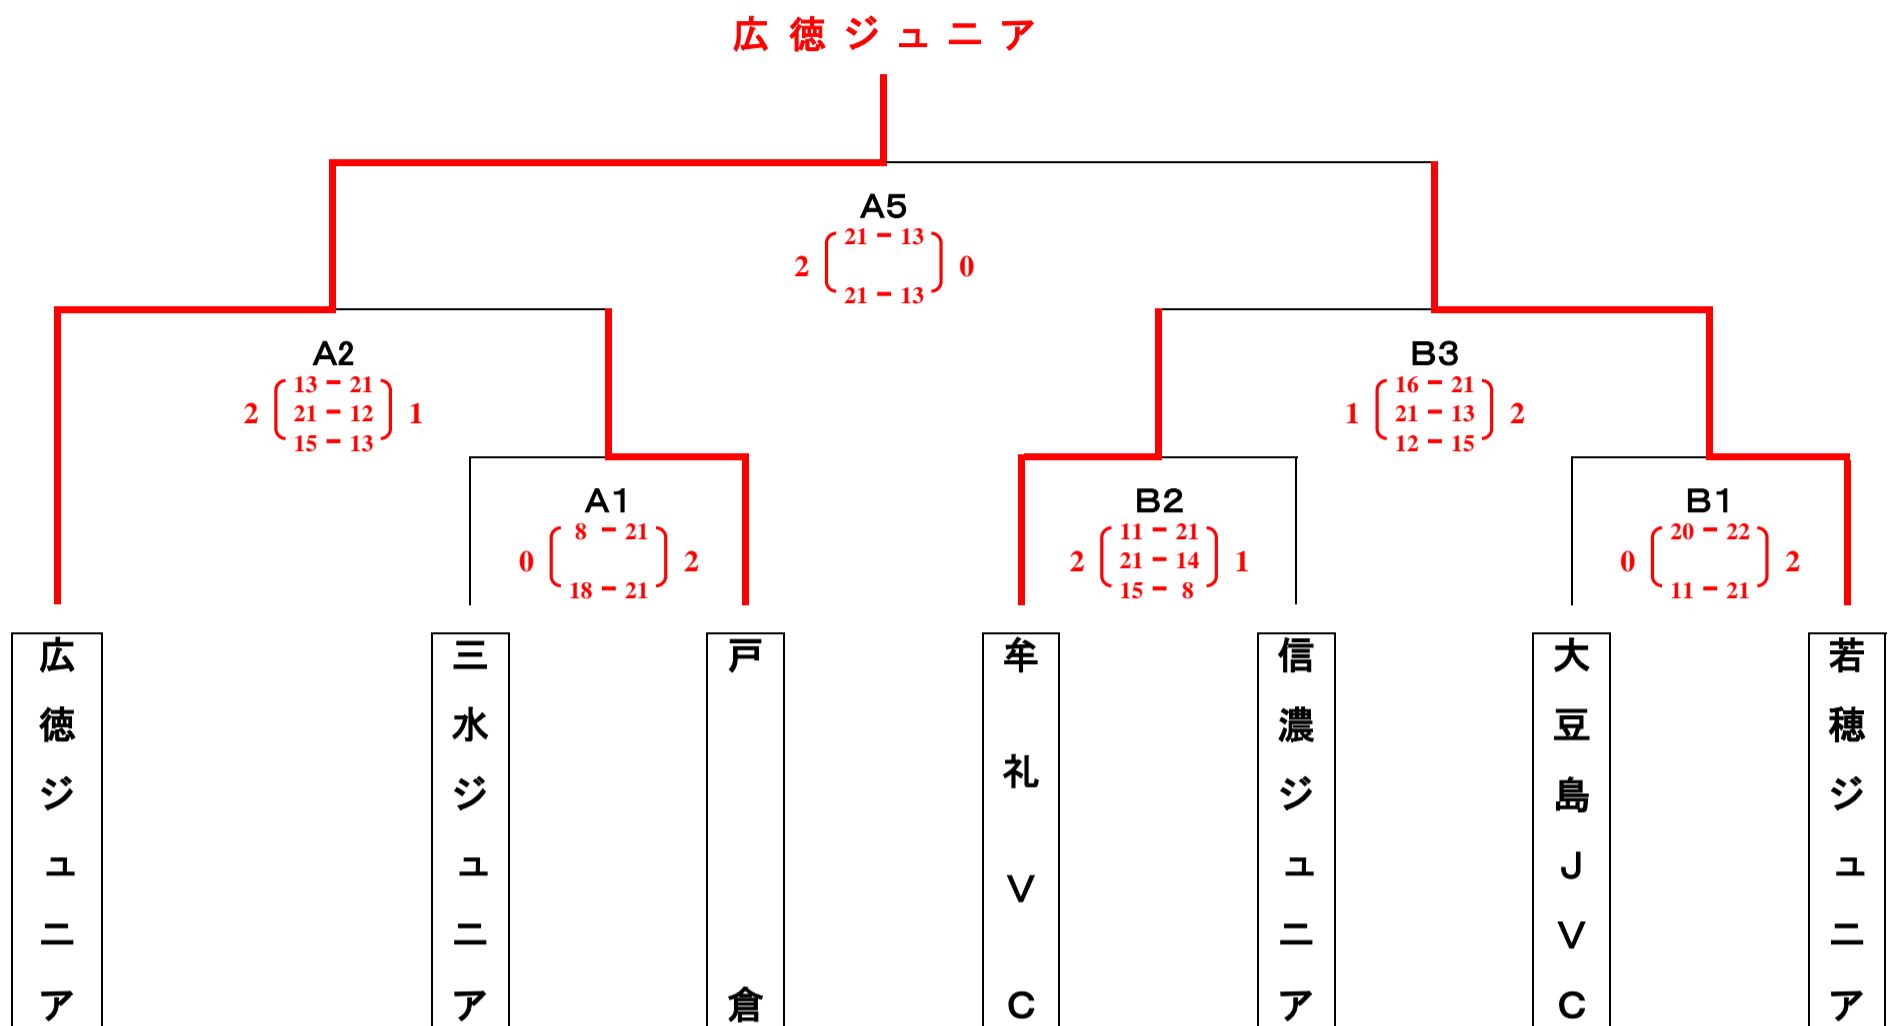 広徳ジュニア
A5
21 - 13
2 0
21 - 13
A2
13 - 21
2 21 - 12 1
15 - 13
B3
16 - 21
1 21 - 13 2
12 - 15
A1
8 - 21
0 2
18 - 21
B2
11 - 21
2 21 - 14 1
15 - 8
B1
20 - 22
0 2
11 - 21
広徳ジュニア
三水ジュニア
戸倉
牟礼VC
信濃ジュニア
大豆島JVC
若穂ジュニア